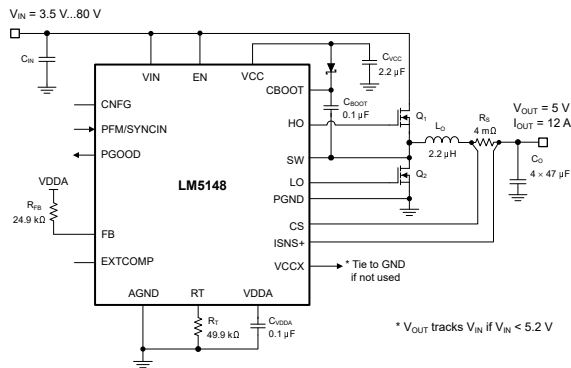 V_IN = 3.5 V...80 V
C_IN
VIN
EN
VCC
C_VCC
2.2 µF
CBOOT
CNFG
C_BOOT
0.1 µF
Q_1
PFM/SYNCIN
HO
L_O
R_S
4 mΩ
V_OUT = 5 V
I_OUT = 12 A
PGOOD
SW
2.2 µH
C_O
4 × 47 µF
VDDA
LM5148
LO
Q_2
R_FB
24.9 kΩ
PGND
FB
CS
ISNS+
EXTCOMP
VCCX
* Tie to GND
if not used
AGND
RT
VDDA
R_T
49.9 kΩ
C_VDDA
0.1 µF
* V_OUT tracks V_IN if V_IN < 5.2 V